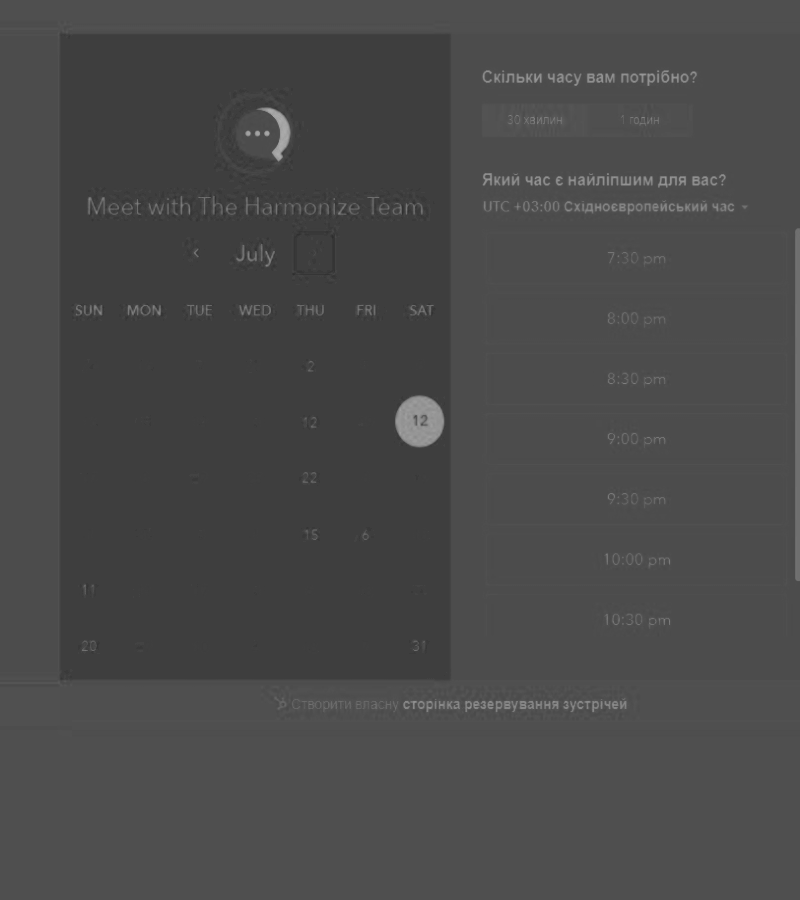 Meet with The Harmonize Team
July
SUN MON TUE WED THU FRI SAT
2
12 12
22
15 6
11
20 31
Скільки часу вам потрібно?
30 хвилин 1 годин
Який час є найліпшим для вас?
UTC +03:00 Східноєвропейський час
7:30 pm
8:00 pm
8:30 pm
9:00 pm
9:30 pm
10:00 pm
10:30 pm
Створити власну сторінка резервування зустрічей